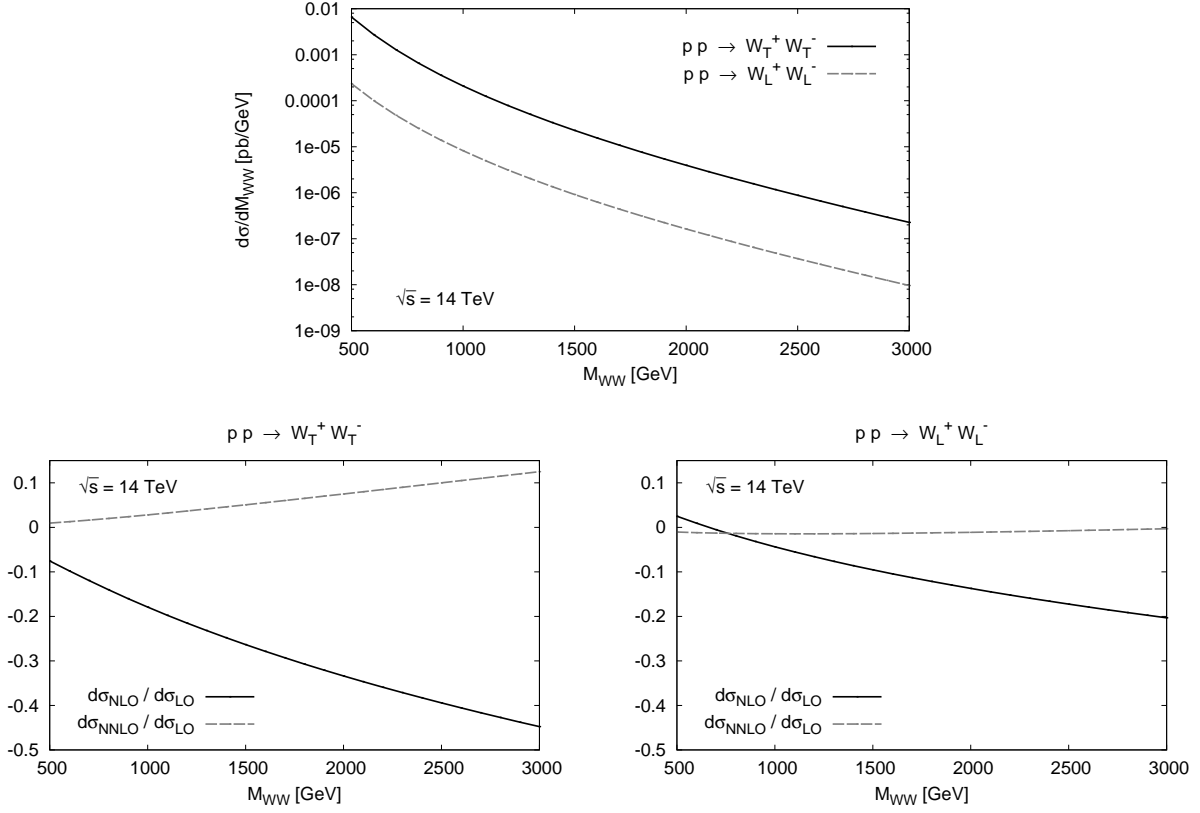 0.01
0.001
0.0001
1e-05
1e-06
1e-07
1e-08
1e-09
dσ/dM_WW [pb/GeV]
p p → W_T^+ W_T^-
p p → W_L^+ W_L^-
√s = 14 TeV
500 1000 1500 2000 2500 3000
M_WW [GeV]
p p → W_T^+ W_T^-
0.1
0
-0.1
-0.2
-0.3
-0.4
-0.5
√s = 14 TeV
dσ_NLO / dσ_LO
dσ_NNLO / dσ_LO
500 1000 1500 2000 2500 3000
M_WW [GeV]
p p → W_L^+ W_L^-
0.1
0
-0.1
-0.2
-0.3
-0.4
-0.5
√s = 14 TeV
dσ_NLO / dσ_LO
dσ_NNLO / dσ_LO
500 1000 1500 2000 2500 3000
M_WW [GeV]